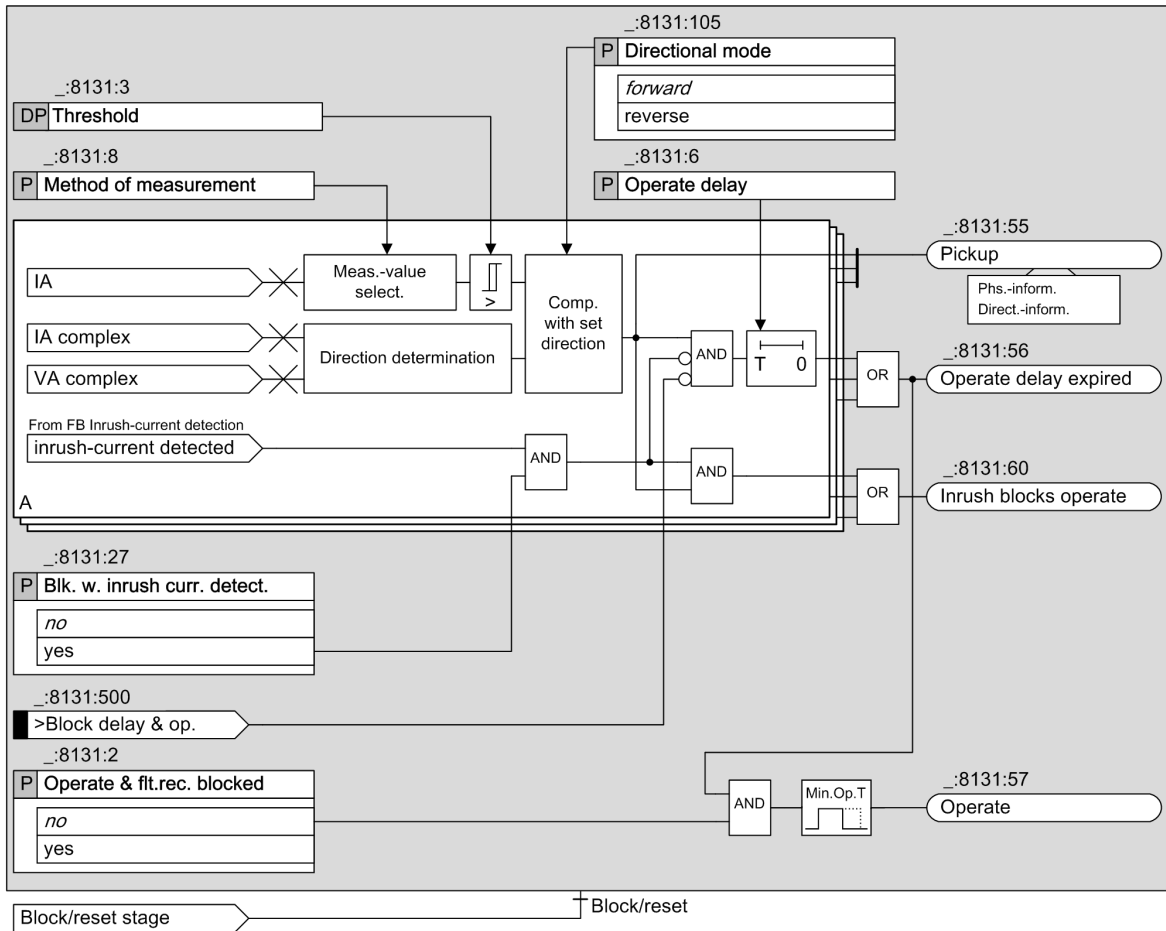 _:8131:105
P Directional mode
forward
reverse
_:8131:3
DP Threshold
_:8131:8
P Method of measurement
_:8131:6
P Operate delay
_:8131:55
Pickup
Phs.-inform.
Direct.-inform.
IA
Meas.-value
select.
>
Comp.
with set
direction
IA complex
VA complex
Direction determination
AND
T 0
OR
_:8131:56
Operate delay expired
From FB Inrush-current detection
inrush-current detected
AND
AND
OR
_:8131:60
Inrush blocks operate
A
_:8131:27
P Blk. w. inrush curr. detect.
no
yes
_:8131:500
>Block delay & op.
_:8131:2
P Operate & flt.rec. blocked
no
yes
AND
Min.Op.T
_:8131:57
Operate
Block/reset
Block/reset stage